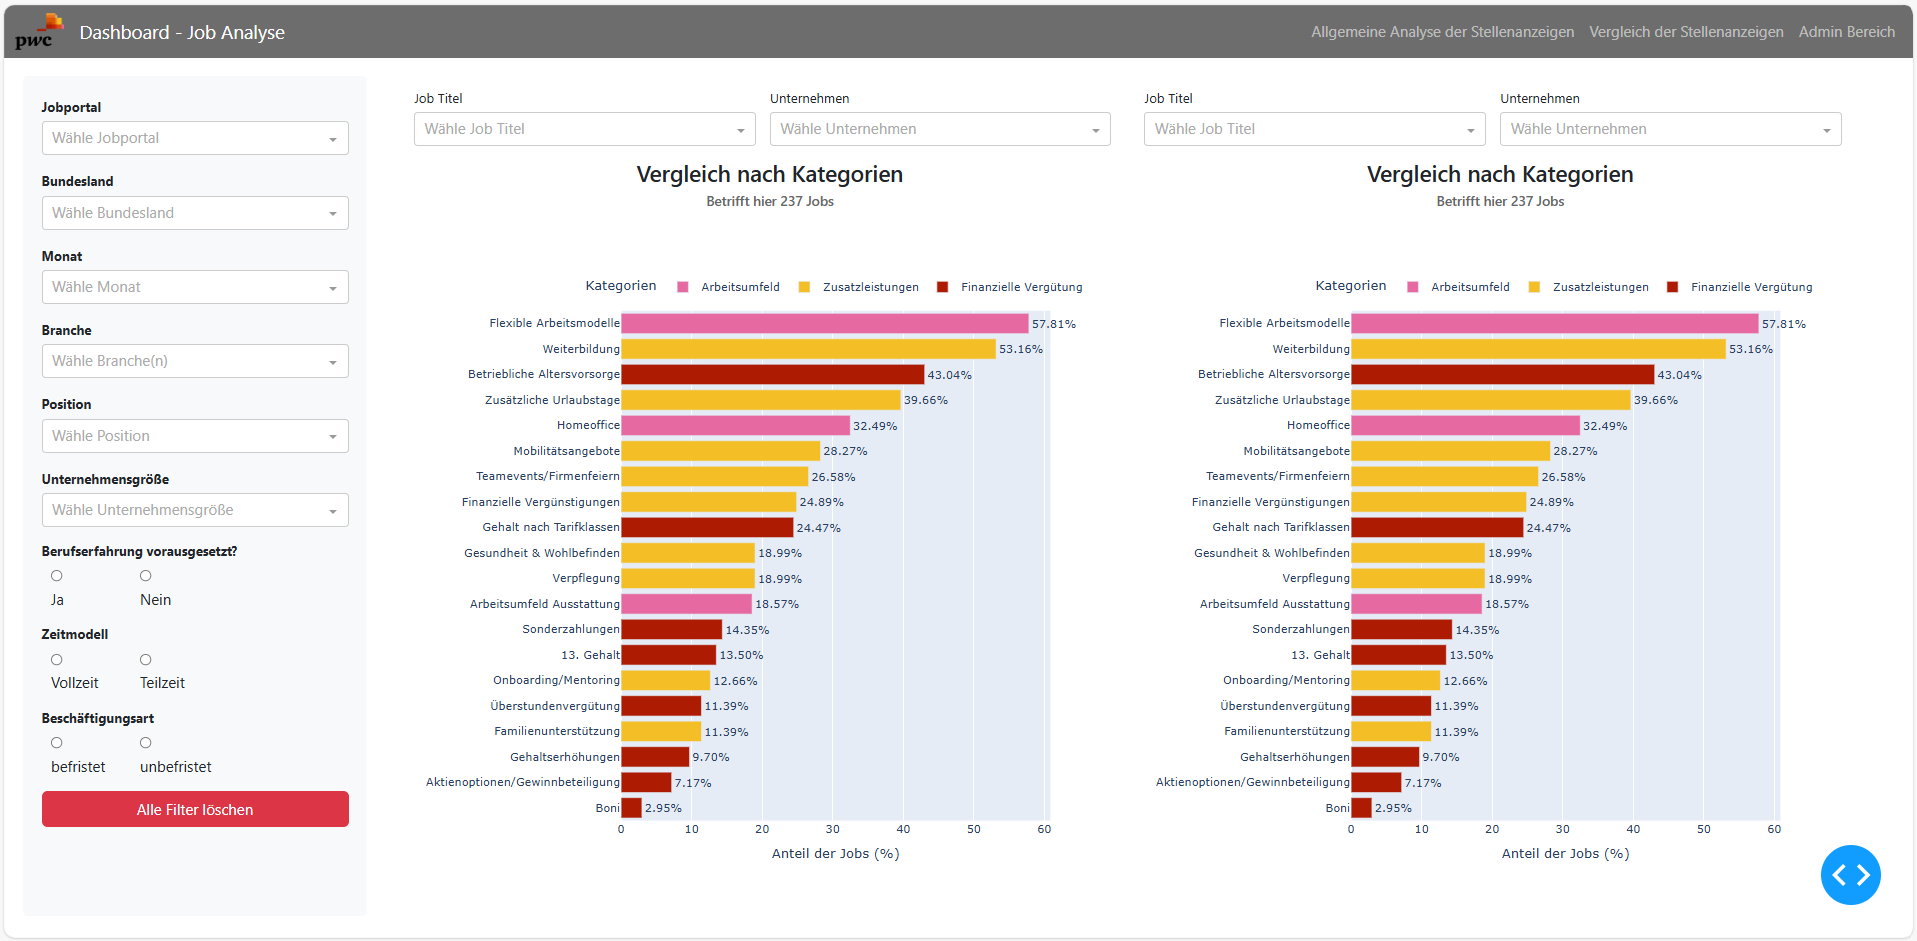 pwc
Dashboard - Job Analyse
Allgemeine Analyse der Stellenanzeigen
Vergleich der Stellenanzeigen
Admin Bereich
Jobportal
Wähle Jobportal
Bundesland
Wähle Bundesland
Monat
Wähle Monat
Branche
Wähle Branche(n)
Position
Wähle Position
Unternehmensgröße
Wähle Unternehmensgröße
Berufserfahrung vorausgesetzt?
Ja
Nein
Zeitmodell
Vollzeit
Teilzeit
Beschäftigungsart
befristet
unbefristet
Alle Filter löschen
Job Titel
Wähle Job Titel
Unternehmen
Wähle Unternehmen
Vergleich nach Kategorien
Betrifft hier 237 Jobs
Kategorien Arbeitsumfeld Zusatzleistungen Finanzielle Vergütung
Flexible Arbeitsmodelle 57.81%
Weiterbildung 53.16%
Betriebliche Altersvorsorge 43.04%
Zusätzliche Urlaubstage 39.66%
Homeoffice 32.49%
Mobilitätsangebote 28.27%
Teamevents/Firmenfeiern 26.58%
Finanzielle Vergünstigungen 24.89%
Gehalt nach Tarifklassen 24.47%
Gesundheit & Wohlbefinden 18.99%
Verpflegung 18.99%
Arbeitsumfeld Ausstattung 18.57%
Sonderzahlungen 14.35%
13. Gehalt 13.50%
Onboarding/Mentoring 12.66%
Überstundenvergütung 11.39%
Familienunterstützung 11.39%
Gehaltserhöhungen 9.70%
Aktienoptionen/Gewinnbeteiligung 7.17%
Boni 2.95%
0 10 20 30 40 50 60
Anteil der Jobs (%)
Job Titel
Wähle Job Titel
Unternehmen
Wähle Unternehmen
Vergleich nach Kategorien
Betrifft hier 237 Jobs
Kategorien Arbeitsumfeld Zusatzleistungen Finanzielle Vergütung
Flexible Arbeitsmodelle 57.81%
Weiterbildung 53.16%
Betriebliche Altersvorsorge 43.04%
Zusätzliche Urlaubstage 39.66%
Homeoffice 32.49%
Mobilitätsangebote 28.27%
Teamevents/Firmenfeiern 26.58%
Finanzielle Vergünstigungen 24.89%
Gehalt nach Tarifklassen 24.47%
Gesundheit & Wohlbefinden 18.99%
Verpflegung 18.99%
Arbeitsumfeld Ausstattung 18.57%
Sonderzahlungen 14.35%
13. Gehalt 13.50%
Onboarding/Mentoring 12.66%
Überstundenvergütung 11.39%
Familienunterstützung 11.39%
Gehaltserhöhungen 9.70%
Aktienoptionen/Gewinnbeteiligung 7.17%
Boni 2.95%
0 10 20 30 40 50 60
Anteil der Jobs (%)